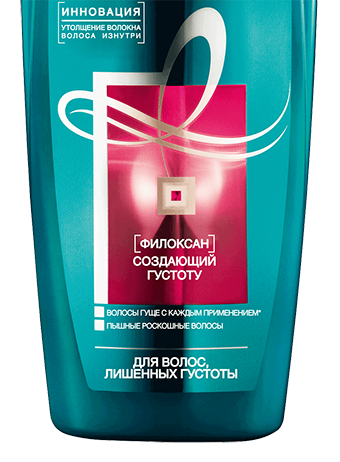 [ИННОВАЦИЯ]
УТОЛЩЕНИЕ ВОЛОКНА
ВОЛОСА ИЗНУТРИ
[ФИЛОКСАН]
СОЗДАЮЩИЙ
ГУСТОТУ
ВОЛОСЫ ГУЩЕ С КАЖДЫМ ПРИМЕНЕНИЕМ*
ПЫШНЫЕ РОСКОШНЫЕ ВОЛОСЫ
ДЛЯ ВОЛОС,
ЛИШЕННЫХ ГУСТОТЫ